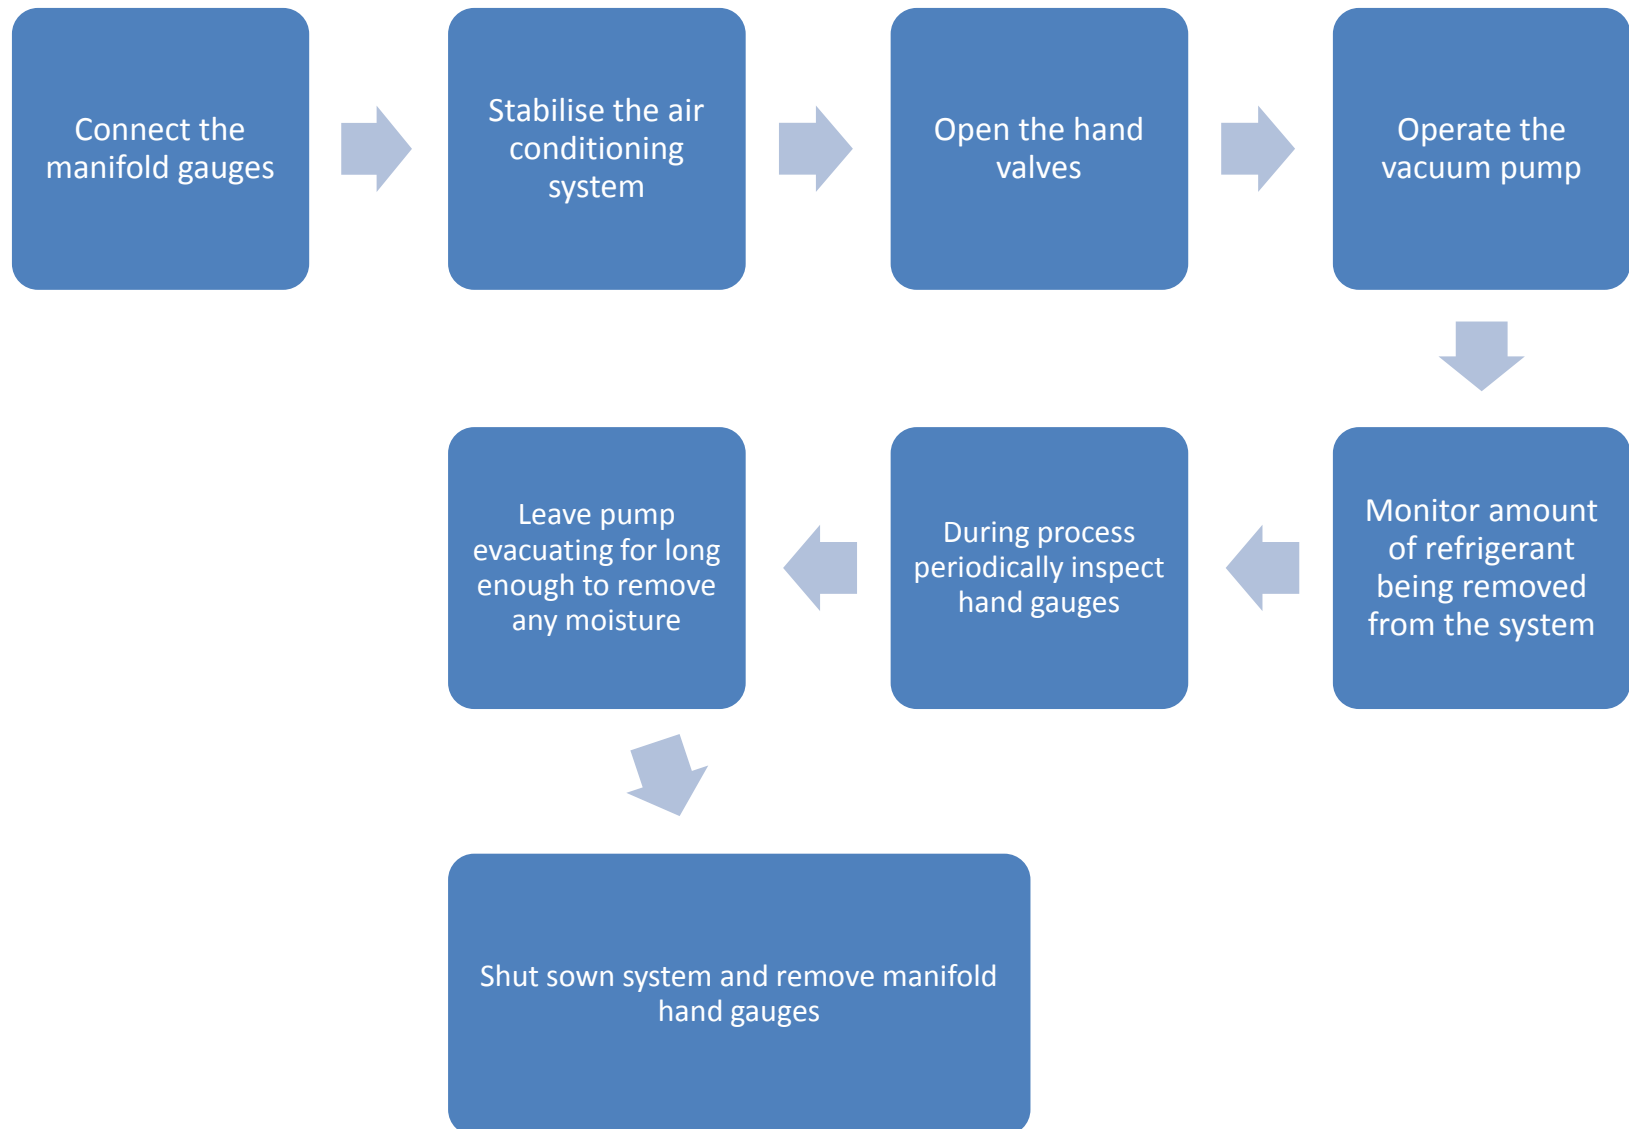 Connect the
manifold gauges
Stabilise the air
conditioning
system
Open the hand
valves
Operate the
vacuum pump
Monitor amount
of refrigerant
being removed
from the system
During process
periodically inspect
hand gauges
Leave pump
evacuating for long
enough to remove
any moisture
Shut sown system and remove manifold
hand gauges